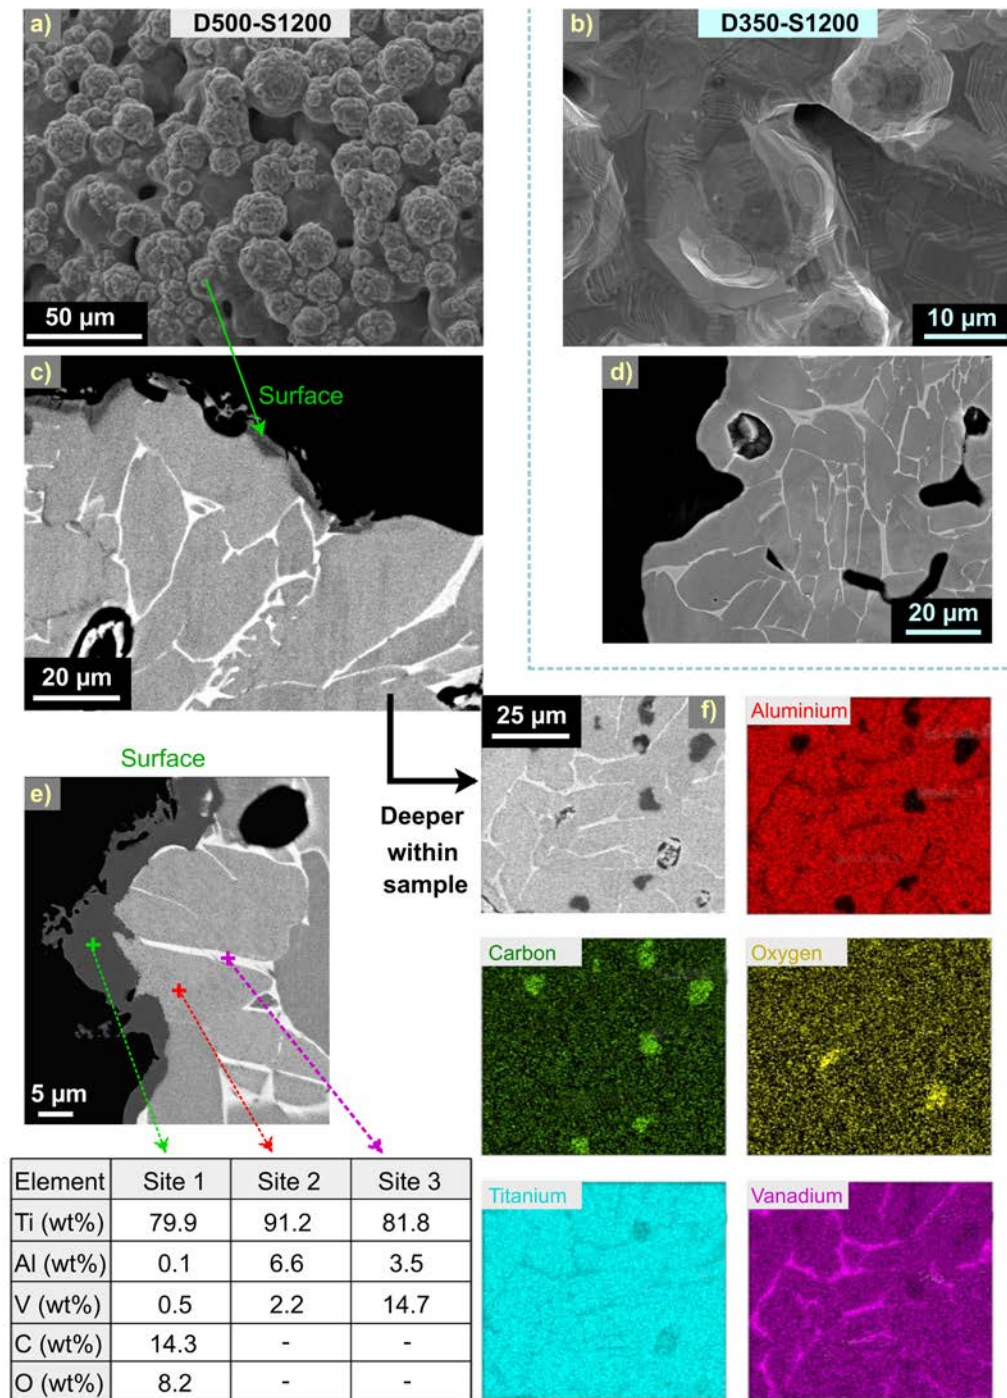 a)
D500-S1200
b)
D350-S1200
50 µm
10 µm
c)
Surface
d)
20 µm
20 µm
Surface
e)
5 µm
Deeper
within
sample
25 µm
f)
Aluminium
Carbon
Oxygen
Titanium
Vanadium
Element Site 1 Site 2 Site 3
Ti (wt%) 79.9 91.2 81.8
Al (wt%) 0.1 6.6 3.5
V (wt%) 0.5 2.2 14.7
C (wt%) 14.3 - -
O (wt%) 8.2 - -